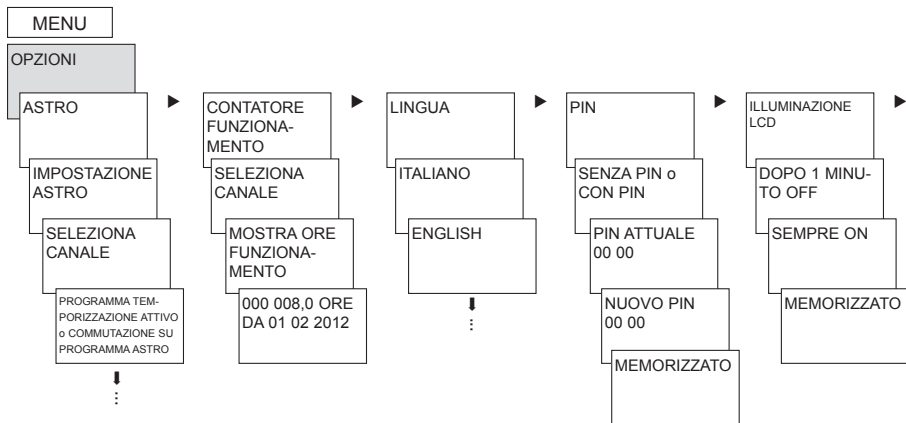 MENU
OPZIONI
ASTRO
IMPOSTAZIONE
ASTRO
SELEZIONA
CANALE
PROGRAMMA TEM-
PORIZZAZIONE ATTIVO
o COMMUTAZIONE SU
PROGRAMMA ASTRO
CONTATORE
FUNZIONA-
MENTO
SELEZIONA
CANALE
MOSTRA ORE
FUNZIONA-
MENTO
000 008,0 ORE
DA 01 02 2012
LINGUA
ITALIANO
ENGLISH
PIN
SENZA PIN o
CON PIN
PIN ATTUALE
00 00
NUOVO PIN
00 00
MEMORIZZATO
ILLUMINAZIONE
LCD
DOPO 1 MINU-
TO OFF
SEMPRE ON
MEMORIZZATO